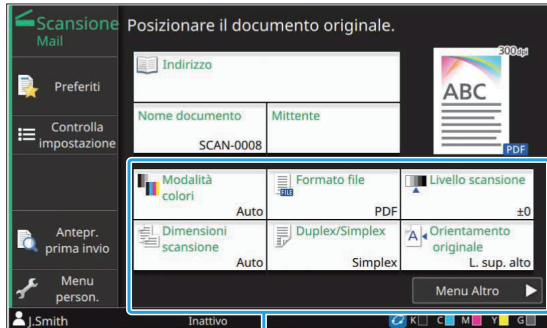 Scansione
Mail
Posizionare il documento originale.
300dpi
Indirizzo
Preferiti
ABC
Nome documento
SCAN-0008
Mittente
Controlla
impostazione
PDF
Modalità
colori
Auto
Formato file
FILE
PDF
Livello scansione
±0
Antepr.
prima invio
Dimensioni
scansione
Auto
Duplex/Simplex
Simplex
A
Orientamento
originale
L. sup. alto
Menu
person.
Menu Altro
J.Smith
Inattivo
K C M Y G